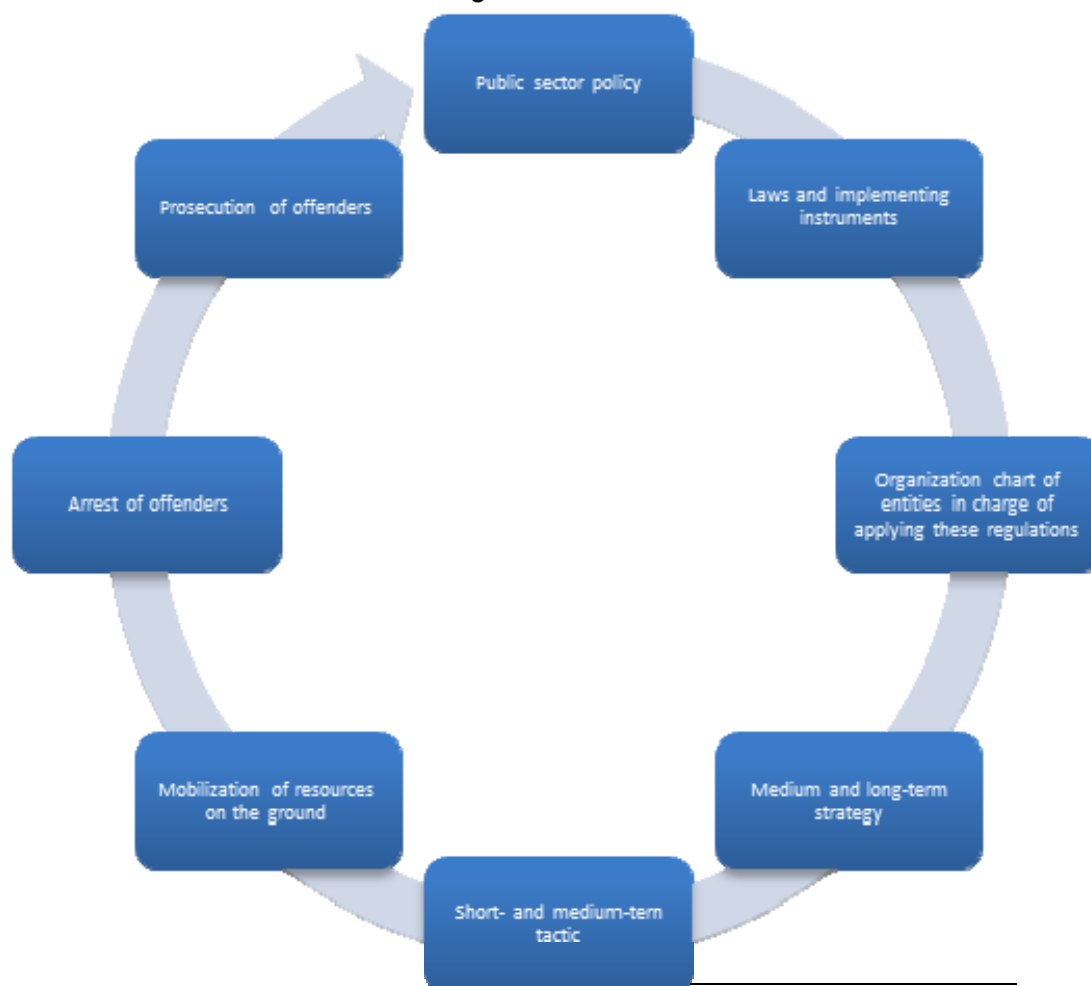 Public sector policy
Laws and implementing
instruments
Organization chart of
entities in charge of
applying these regulations
Medium and long-term
strategy
Short- and medium-tern
tactic
Mobilization of resources
on the ground
Arrest of offenders
Prosecution of offenders